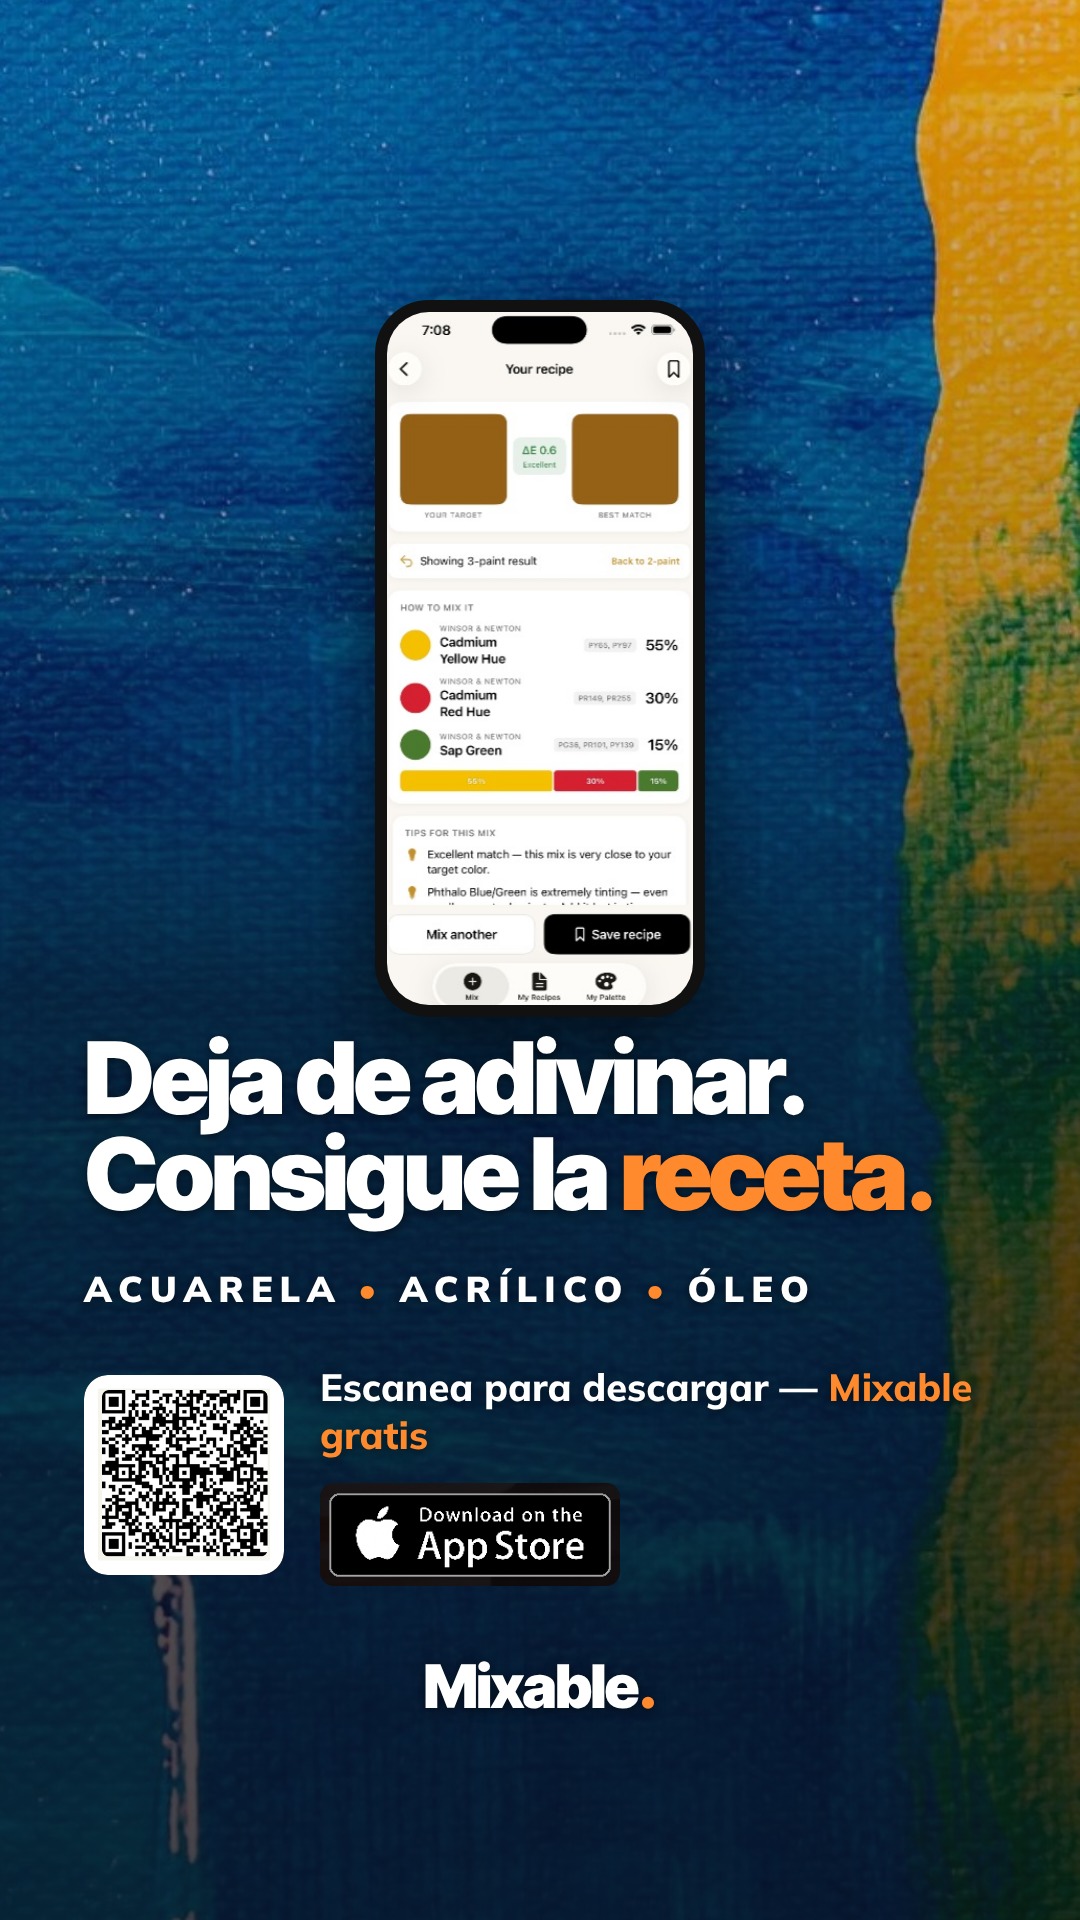 7:08
Your recipe
ΔE 0.6
Excellent
YOUR TARGET
BEST MATCH
Showing 3-paint result
Back to 2-paint
HOW TO MIX IT
WINSOR & NEWTON
Cadmium
Yellow Hue
PY65, PY97
55%
WINSOR & NEWTON
Cadmium
Red Hue
PR149, PR255
30%
WINSOR & NEWTON
Sap Green
PG36, PR101, PY139
15%
55%
30%
15%
TIPS FOR THIS MIX
Excellent match — this mix is very close to your
target color.
Phthalo Blue/Green is extremely tinting — even
Mix another
Save recipe
Mix
My Recipes
My Palette
Deja de adivinar.
Consigue la receta.
ACUARELA • ACRÍLICO • ÓLEO
Escanea para descargar — Mixable
gratis
Download on the
App Store
Mixable.